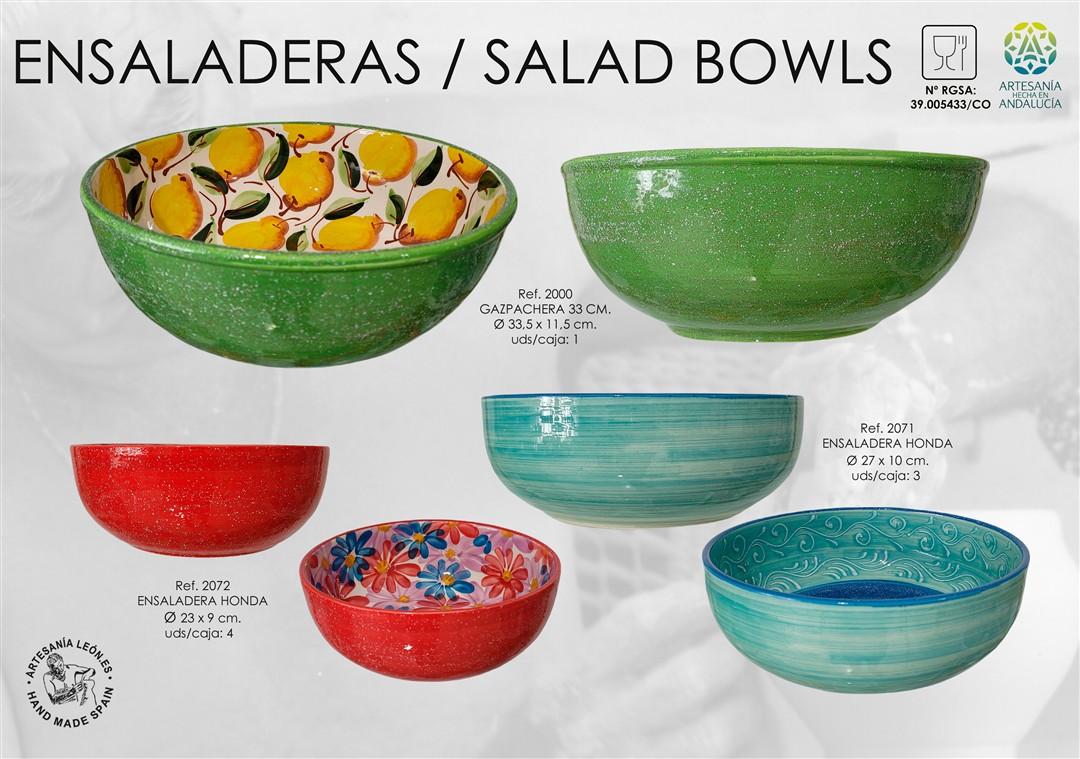 ENSALADERAS / SALAD BOWLS
Nº RGSA:
39.005433/CO
ARTESANÍA
HECHA EN
ANDALUCÍA
Ref. 2000
GAZPACHERA 33 CM.
Ø 33,5 x 11,5 cm.
uds/caja: 1
Ref. 2071
ENSALADERA HONDA
Ø 27 x 10 cm.
uds/caja: 3
Ref. 2072
ENSALADERA HONDA
Ø 23 x 9 cm.
uds/caja: 4
· ARTESANÍA LEÓN.ES ·
HAND MADE SPAIN